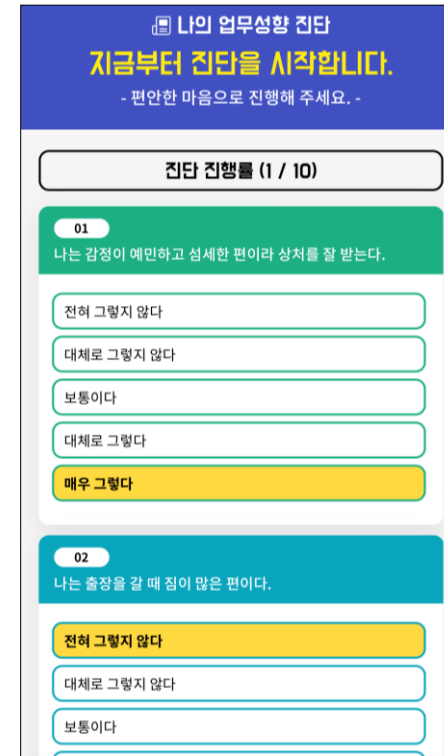 나의 업무성향 진단
지금부터 진단을 시작합니다.
- 편안한 마음으로 진행해 주세요. -
진단 진행률 (1 / 10)
01
나는 감정이 예민하고 섬세한 편이라 상처를 잘 받는다.
전혀 그렇지 않다
대체로 그렇지 않다
보통이다
대체로 그렇다
매우 그렇다
02
나는 출장을 갈 때 짐이 많은 편이다.
전혀 그렇지 않다
대체로 그렇지 않다
보통이다